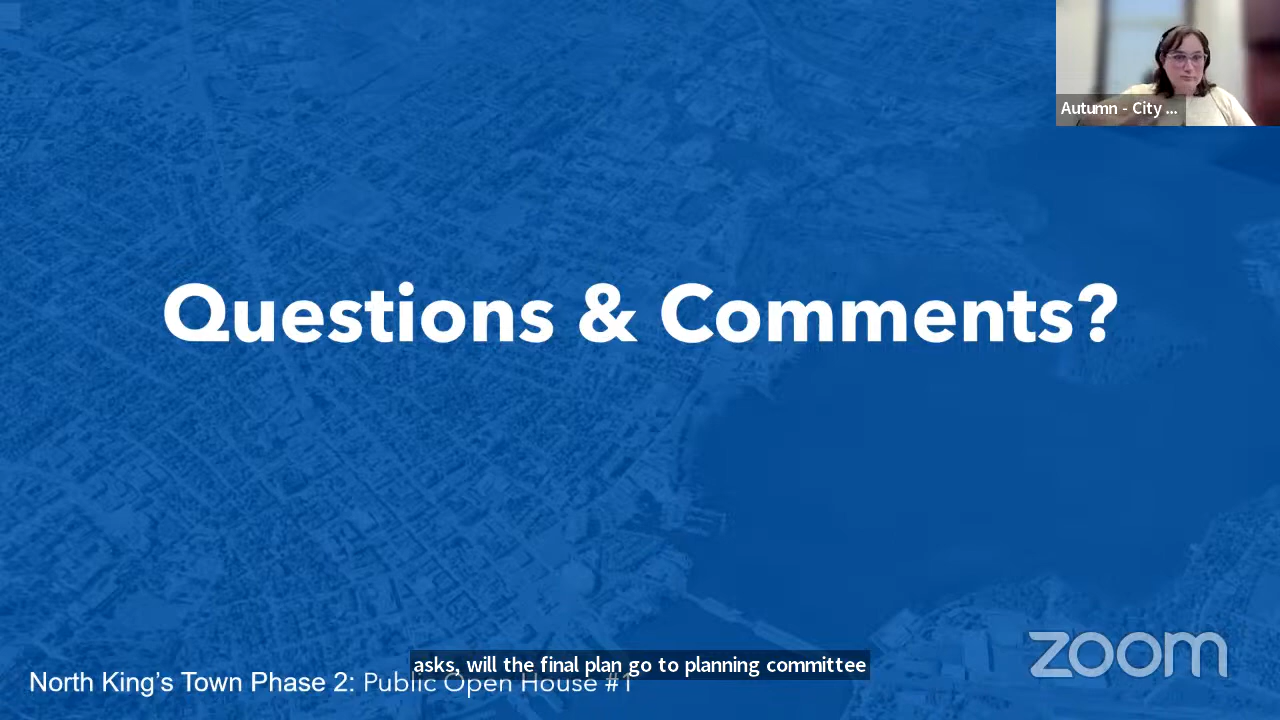 Autumn - City ...
Questions & Comments?
asks, will the final plan go to planning committee
North King's Town Phase 2: Public Open House #1
zoom